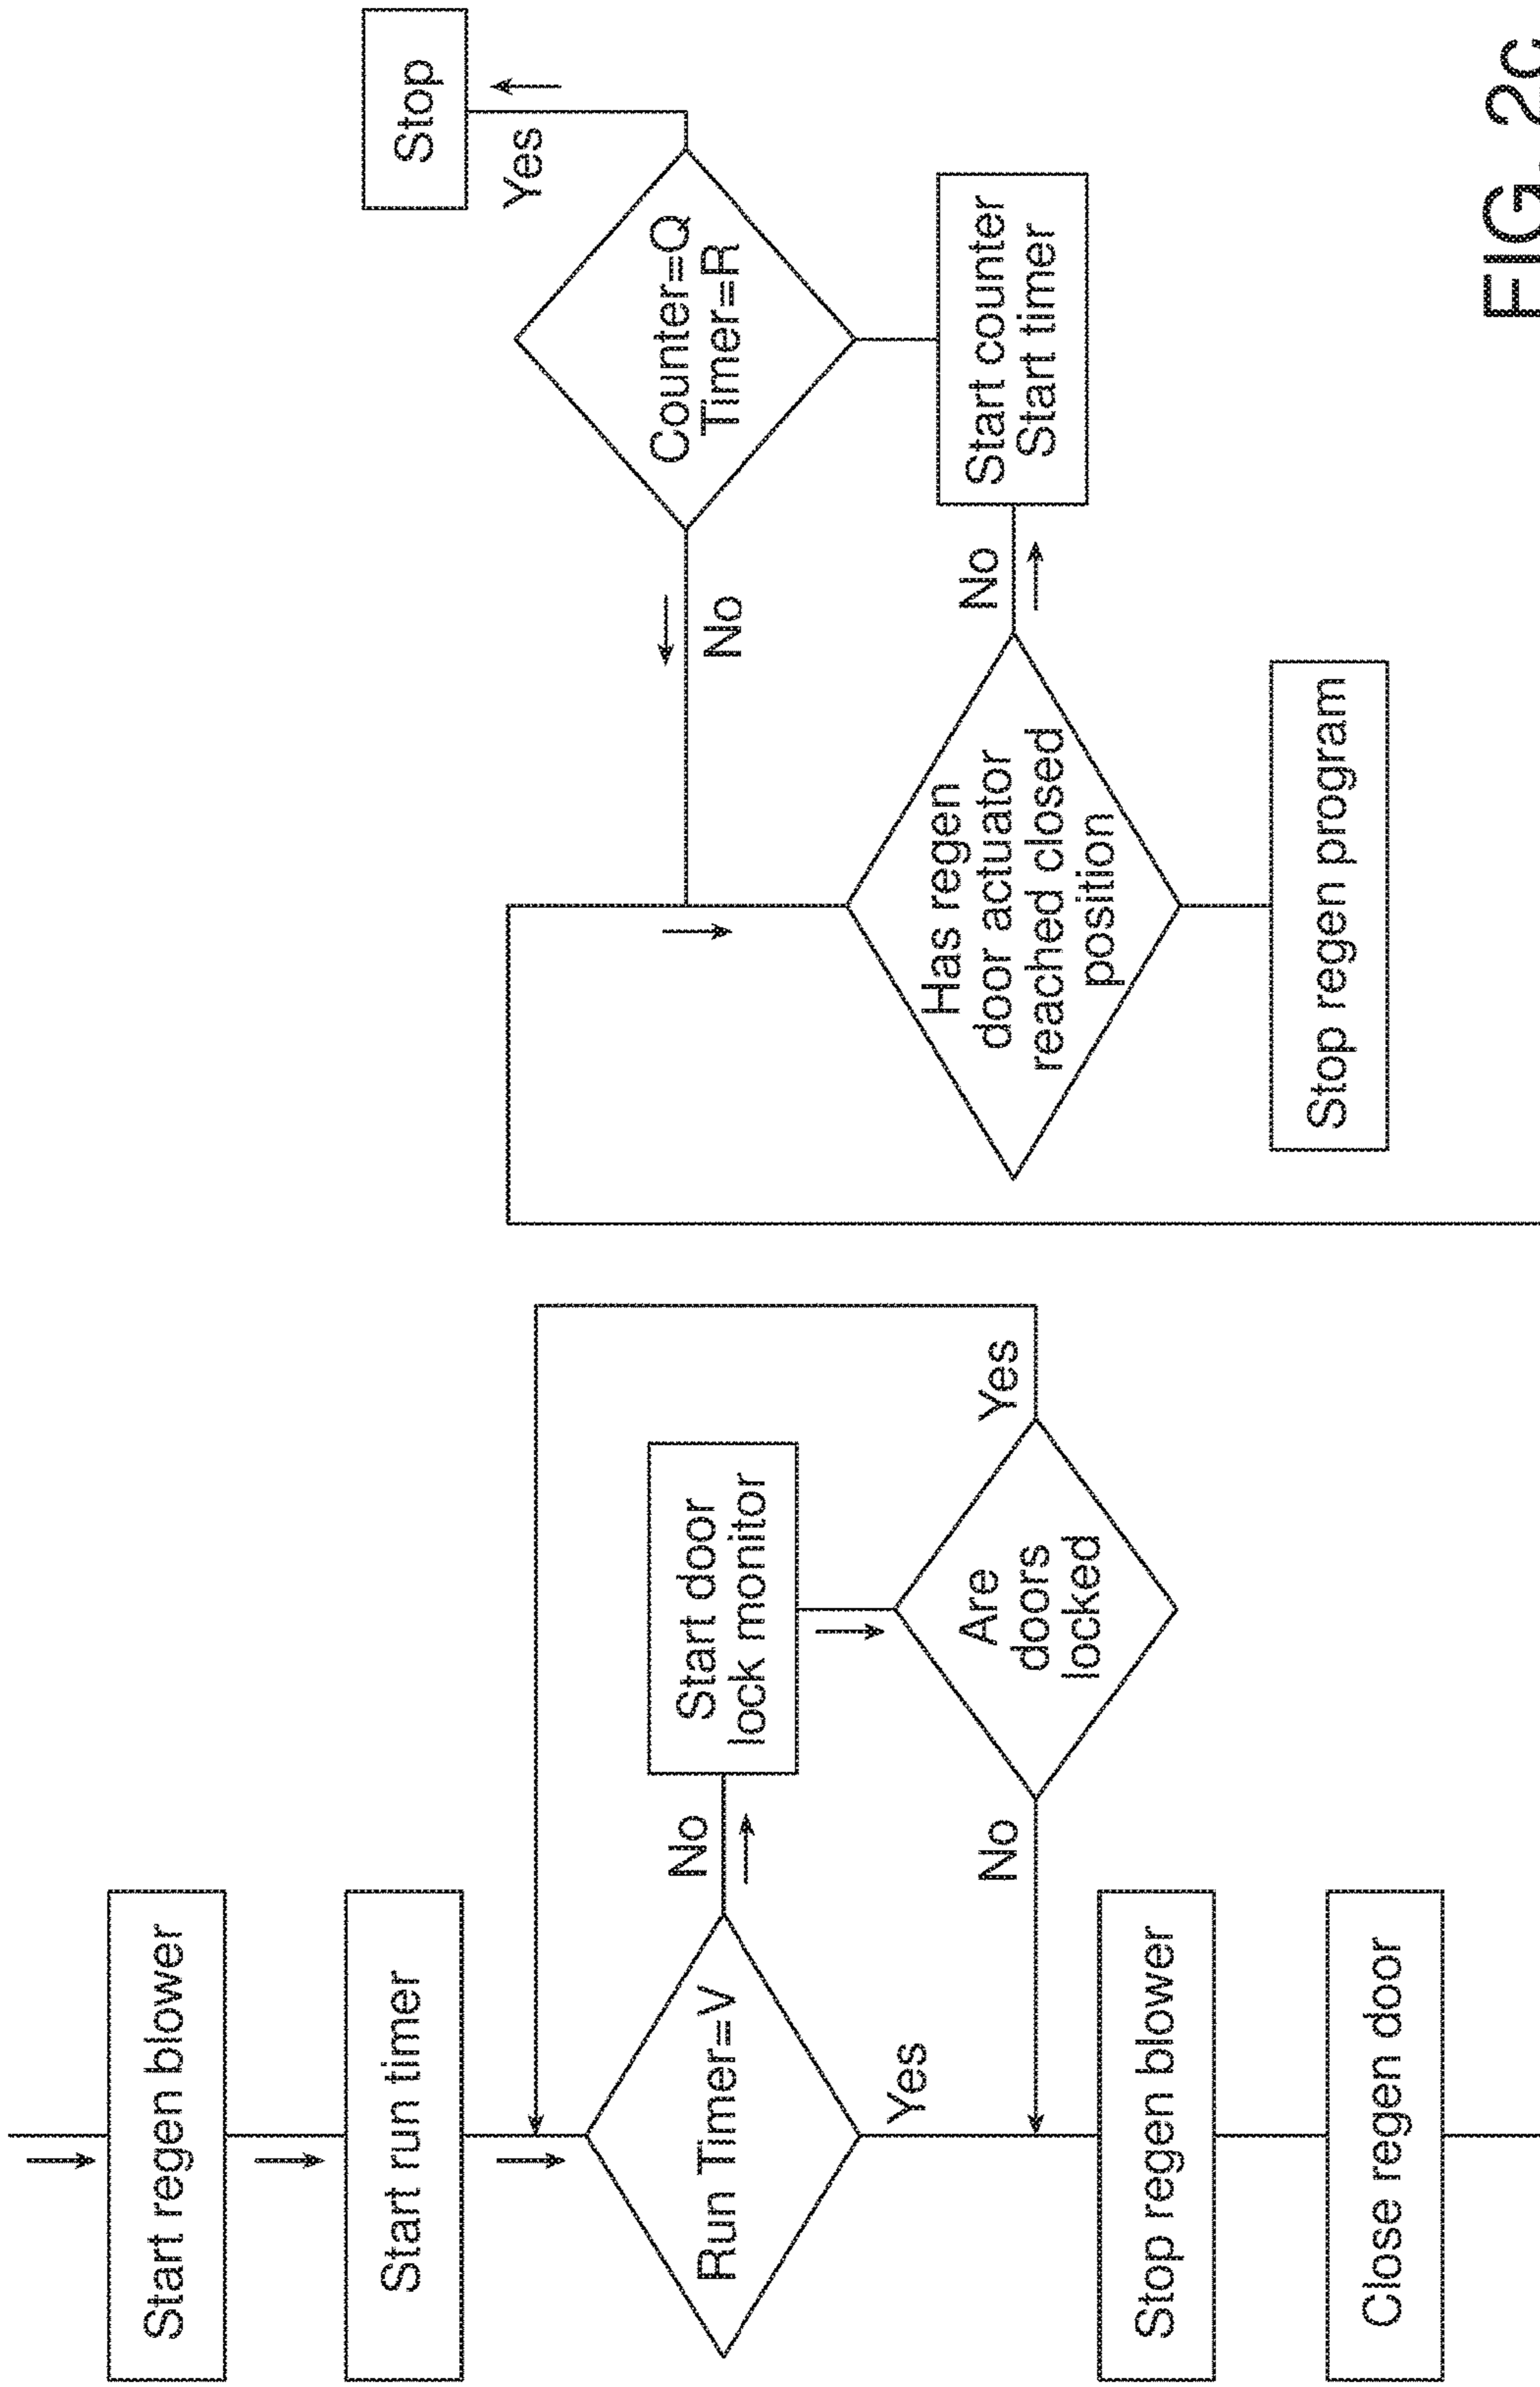 Start regen blower
Start run timer
Run Timer=V
No
Yes
Start door
lock monitor
Are
doors
locked
Yes
No
Stop regen blower
Close regen door
Has regen
door actuator
reached closed
position
No
Start counter
Start timer
Counter=Q
Timer=R
No
Yes
Stop
Stop regen program
FIG. 2c